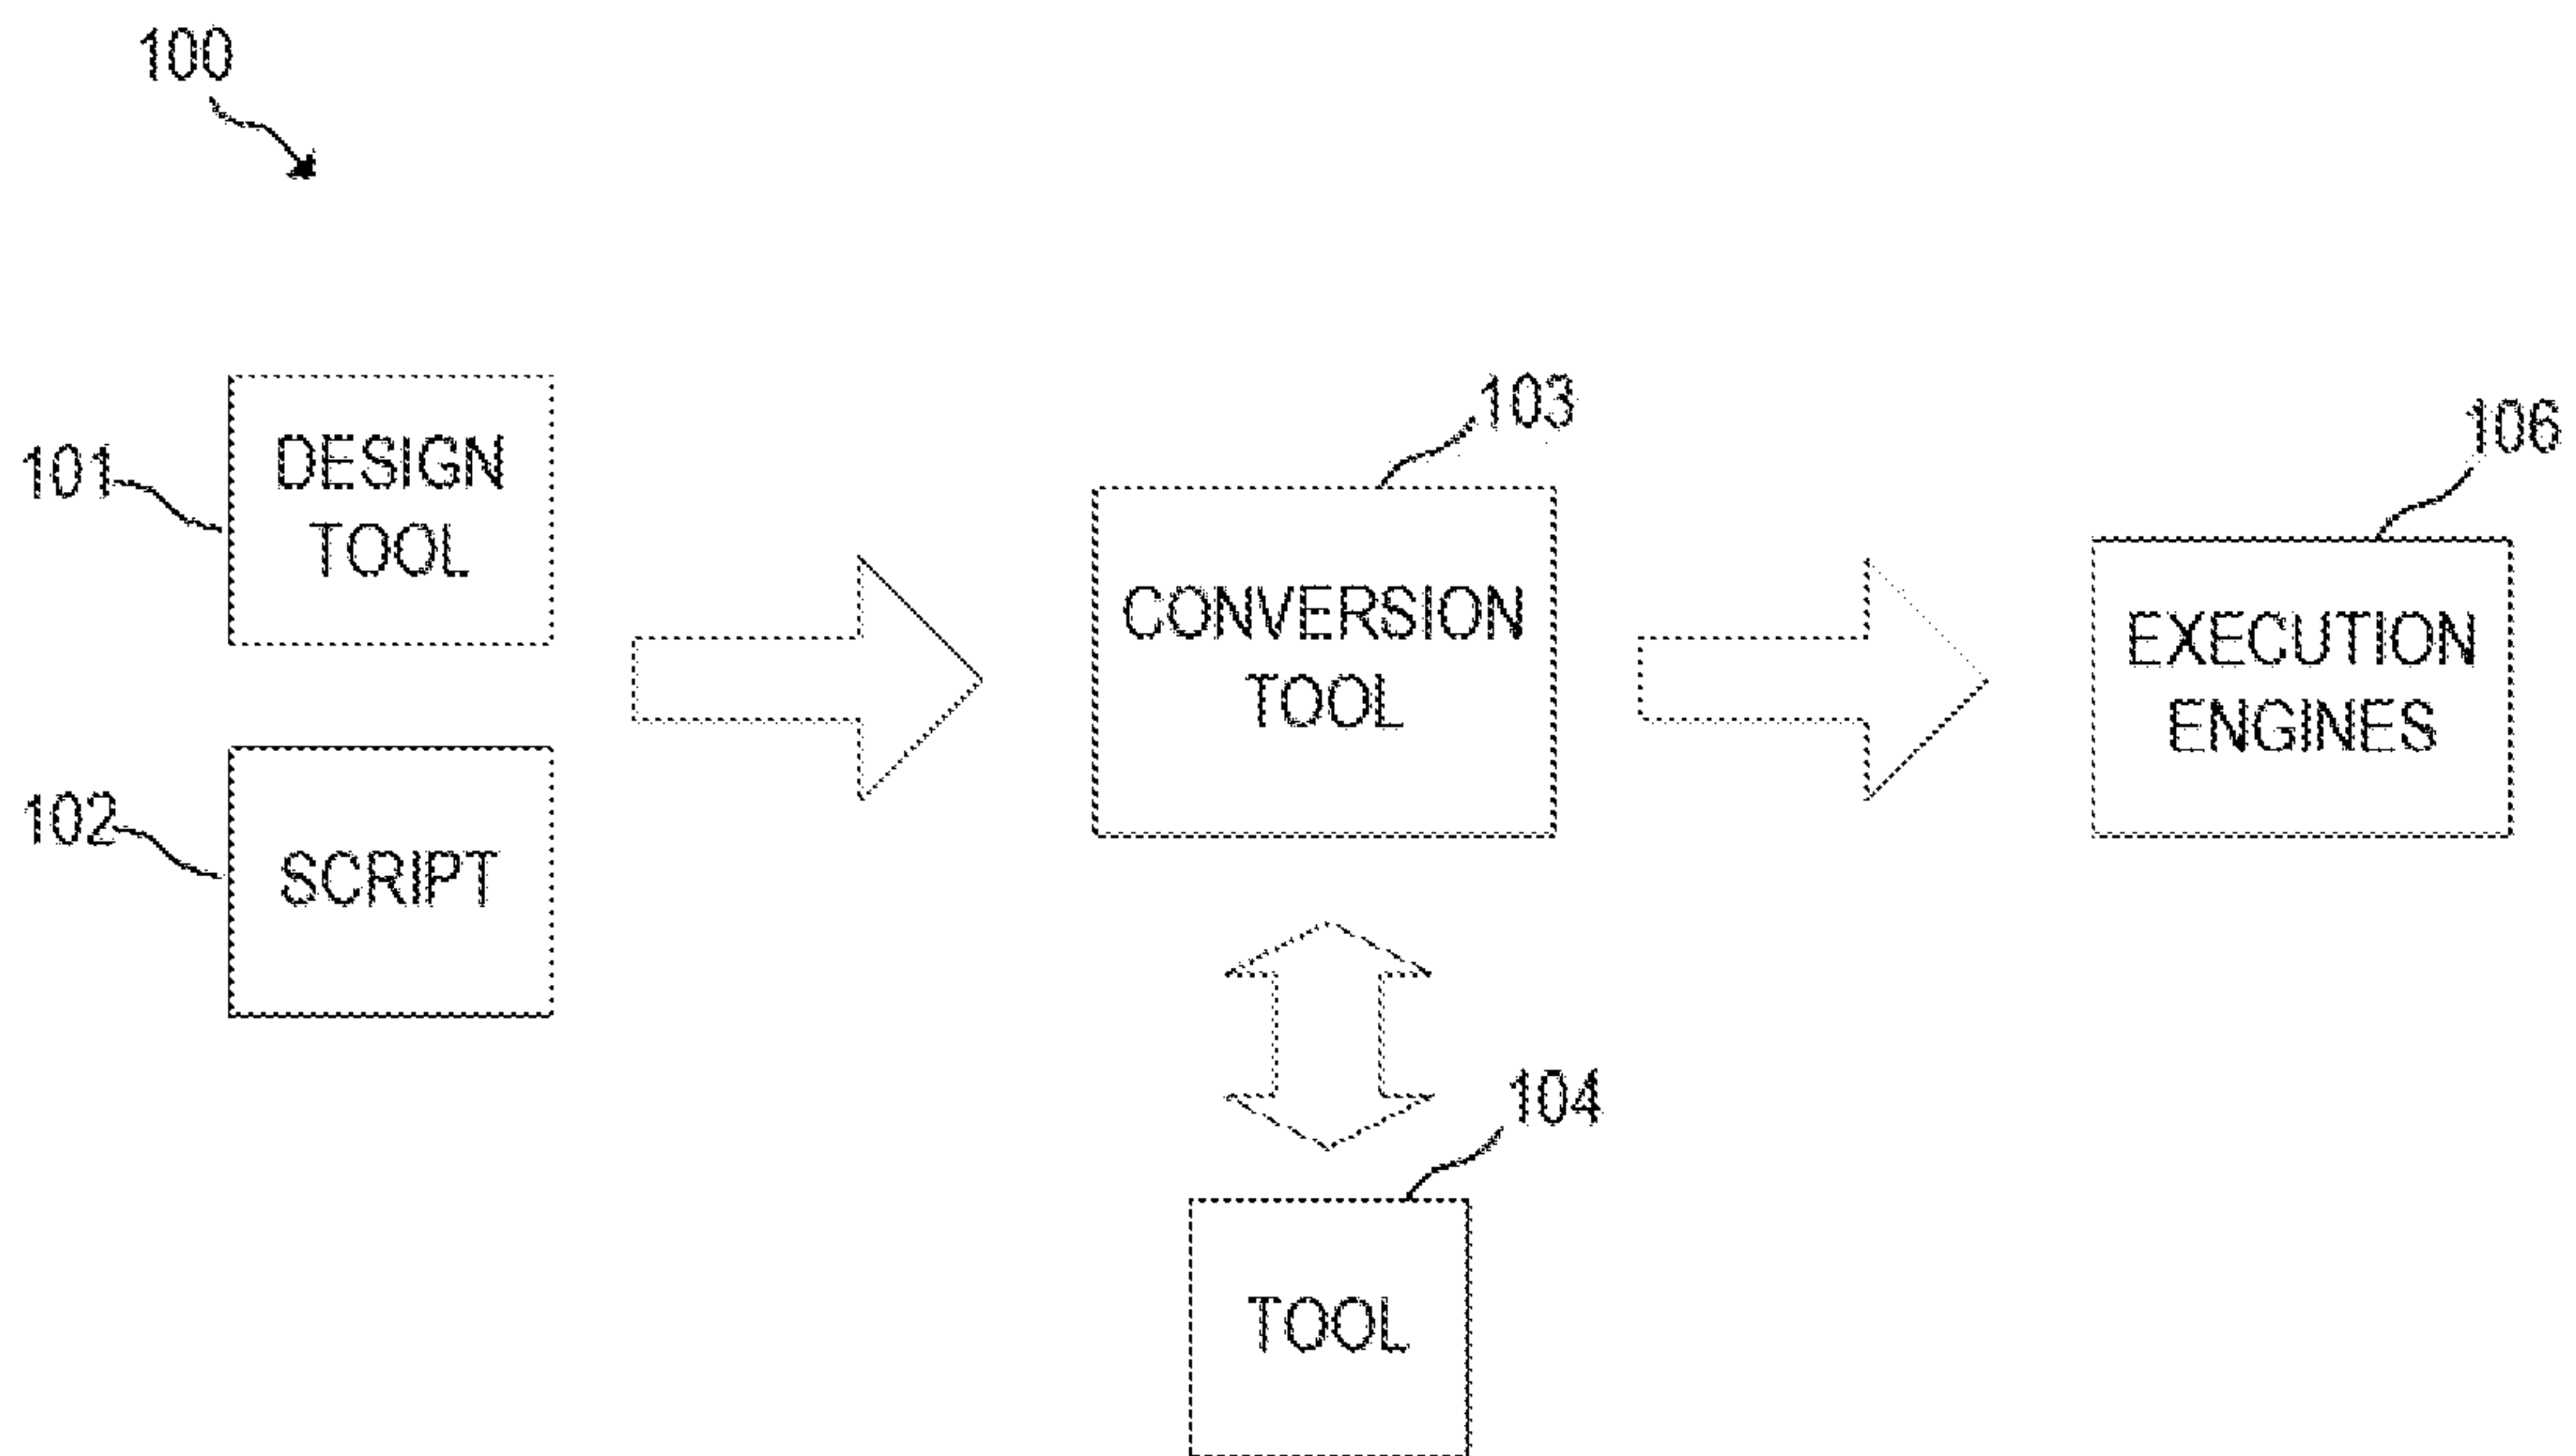 100
101
DESIGN
TOOL
102
SCRIPT
103
CONVERSION
TOOL
104
TOOL
106
EXECUTION
ENGINES